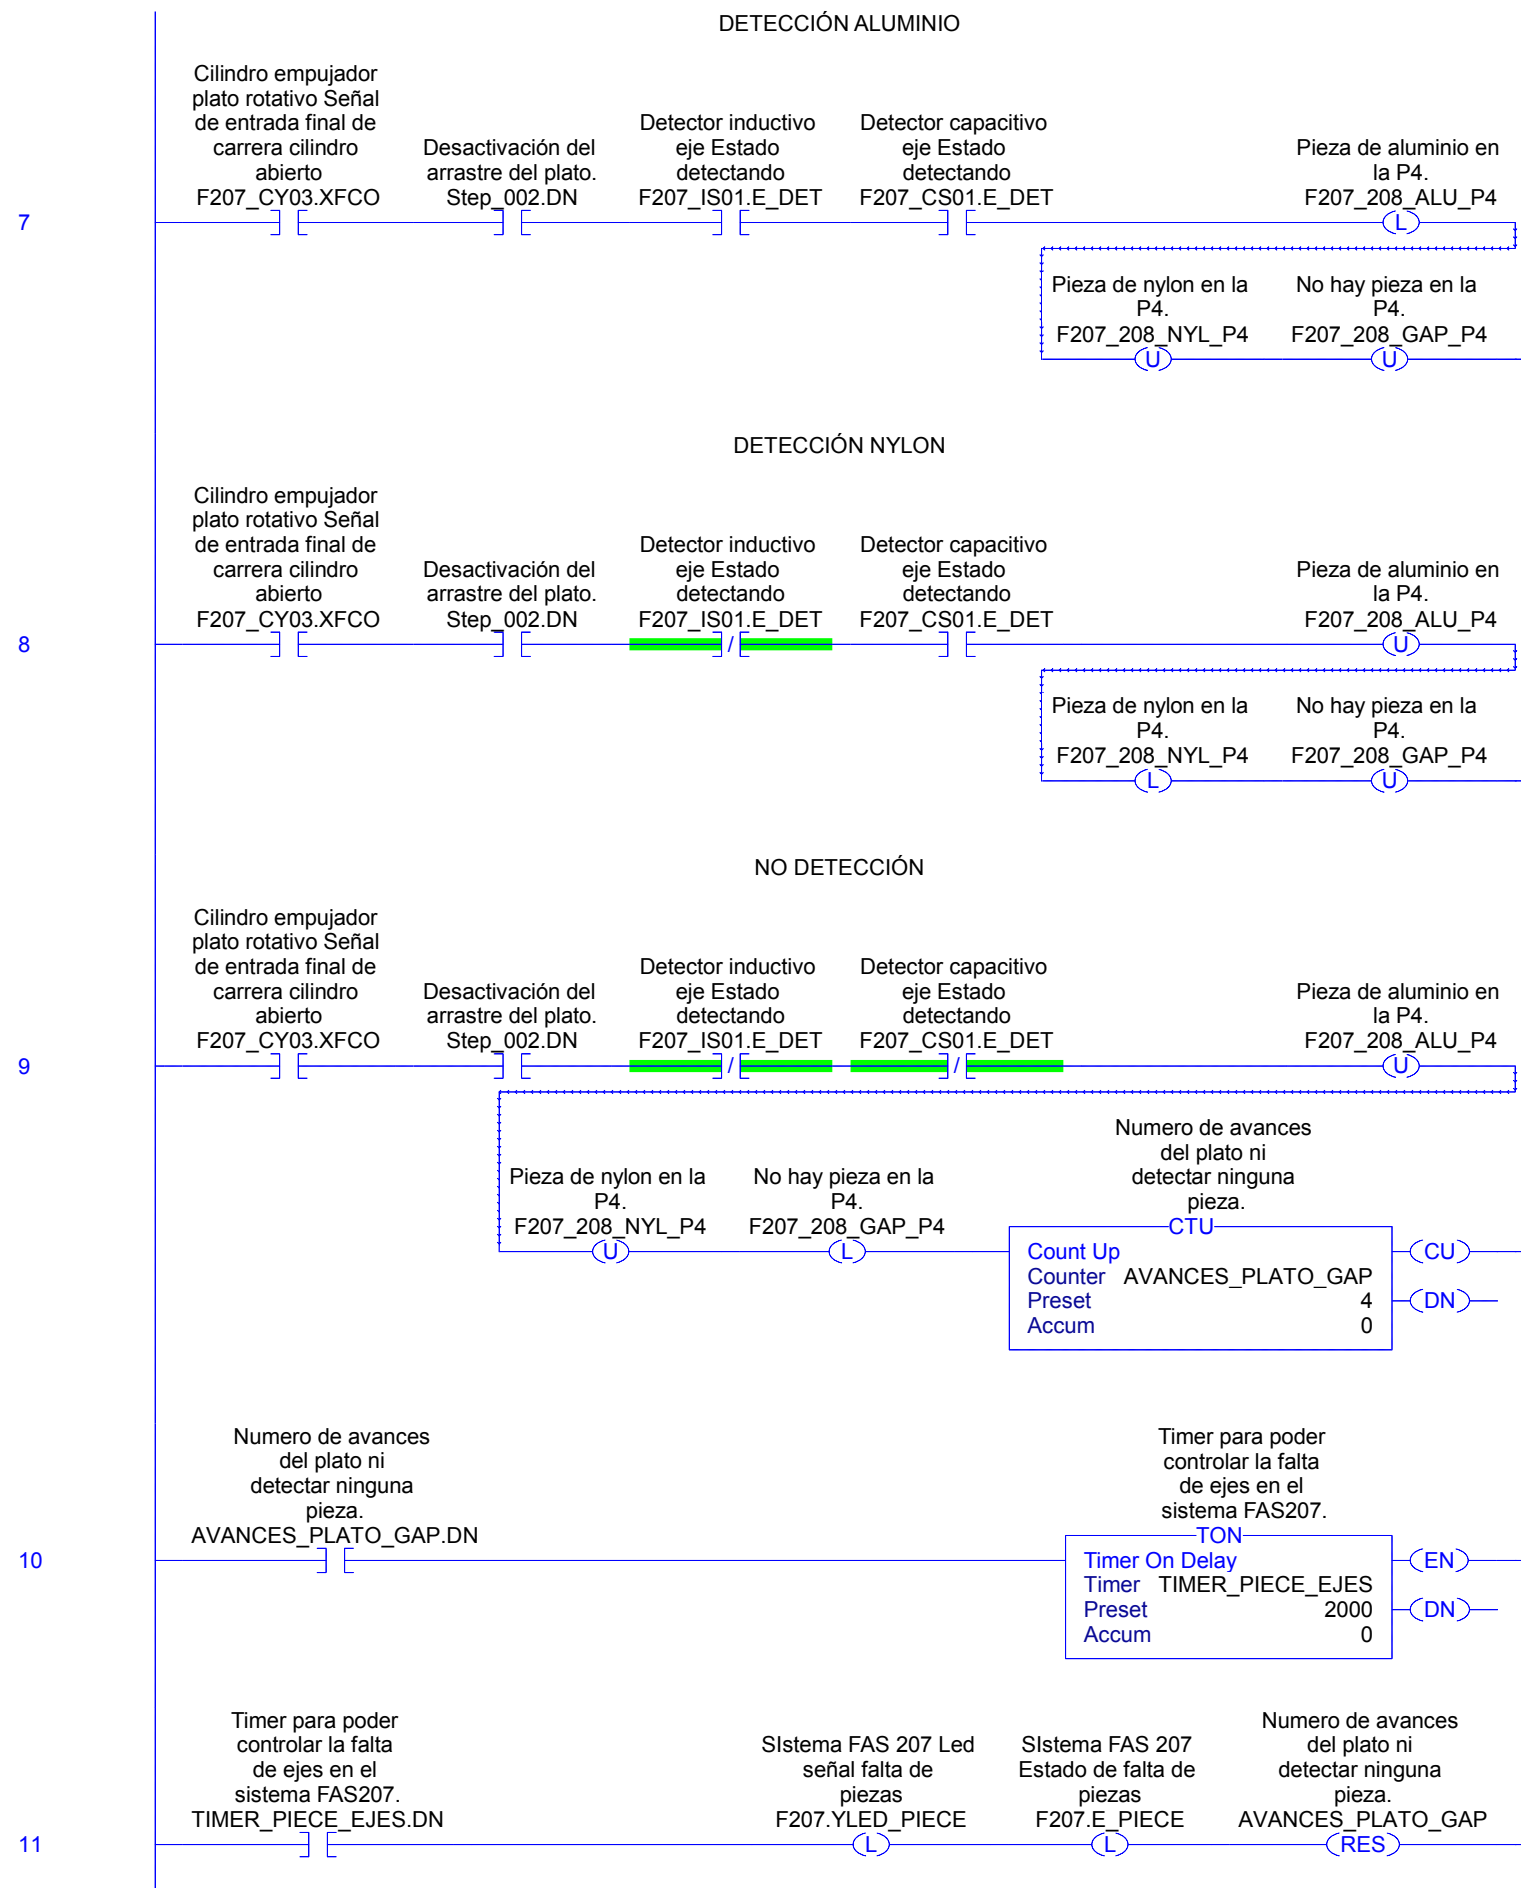 DETECCIÓN ALUMINIO
Cilindro empujador
plato rotativo Señal
de entrada final de
carrera cilindro
abierto
F207_CY03.XFCO
Desactivación del
arrastre del plato.
Step_002.DN
Detector inductivo
eje Estado
detectando
F207_IS01.E_DET
Detector capacitivo
eje Estado
detectando
F207_CS01.E_DET
Pieza de aluminio en
la P4.
F207_208_ALU_P4
7
L
Pieza de nylon en la
P4.
F207_208_NYL_P4
U
No hay pieza en la
P4.
F207_208_GAP_P4
U
DETECCIÓN NYLON
Cilindro empujador
plato rotativo Señal
de entrada final de
carrera cilindro
abierto
F207_CY03.XFCO
Desactivación del
arrastre del plato.
Step_002.DN
Detector inductivo
eje Estado
detectando
F207_IS01.E_DET
Detector capacitivo
eje Estado
detectando
F207_CS01.E_DET
Pieza de aluminio en
la P4.
F207_208_ALU_P4
8
/
U
Pieza de nylon en la
P4.
F207_208_NYL_P4
L
No hay pieza en la
P4.
F207_208_GAP_P4
U
NO DETECCIÓN
Cilindro empujador
plato rotativo Señal
de entrada final de
carrera cilindro
abierto
F207_CY03.XFCO
Desactivación del
arrastre del plato.
Step_002.DN
Detector inductivo
eje Estado
detectando
F207_IS01.E_DET
Detector capacitivo
eje Estado
detectando
F207_CS01.E_DET
Pieza de aluminio en
la P4.
F207_208_ALU_P4
9
/
/
U
Pieza de nylon en la
P4.
F207_208_NYL_P4
U
No hay pieza en la
P4.
F207_208_GAP_P4
L
Numero de avances
del plato ni
detectar ninguna
pieza.
CTU
Count Up
Counter AVANCES_PLATO_GAP
Preset 4
Accum 0
CU
DN
Numero de avances
del plato ni
detectar ninguna
pieza.
AVANCES_PLATO_GAP.DN
10
Timer para poder
controlar la falta
de ejes en el
sistema FAS207.
TON
Timer On Delay
Timer TIMER_PIECE_EJES
Preset 2000
Accum 0
EN
DN
Timer para poder
controlar la falta
de ejes en el
sistema FAS207.
TIMER_PIECE_EJES.DN
11
SIstema FAS 207 Led
señal falta de
piezas
F207.YLED_PIECE
L
SIstema FAS 207
Estado de falta de
piezas
F207.E_PIECE
L
Numero de avances
del plato ni
detectar ninguna
pieza.
AVANCES_PLATO_GAP
RES